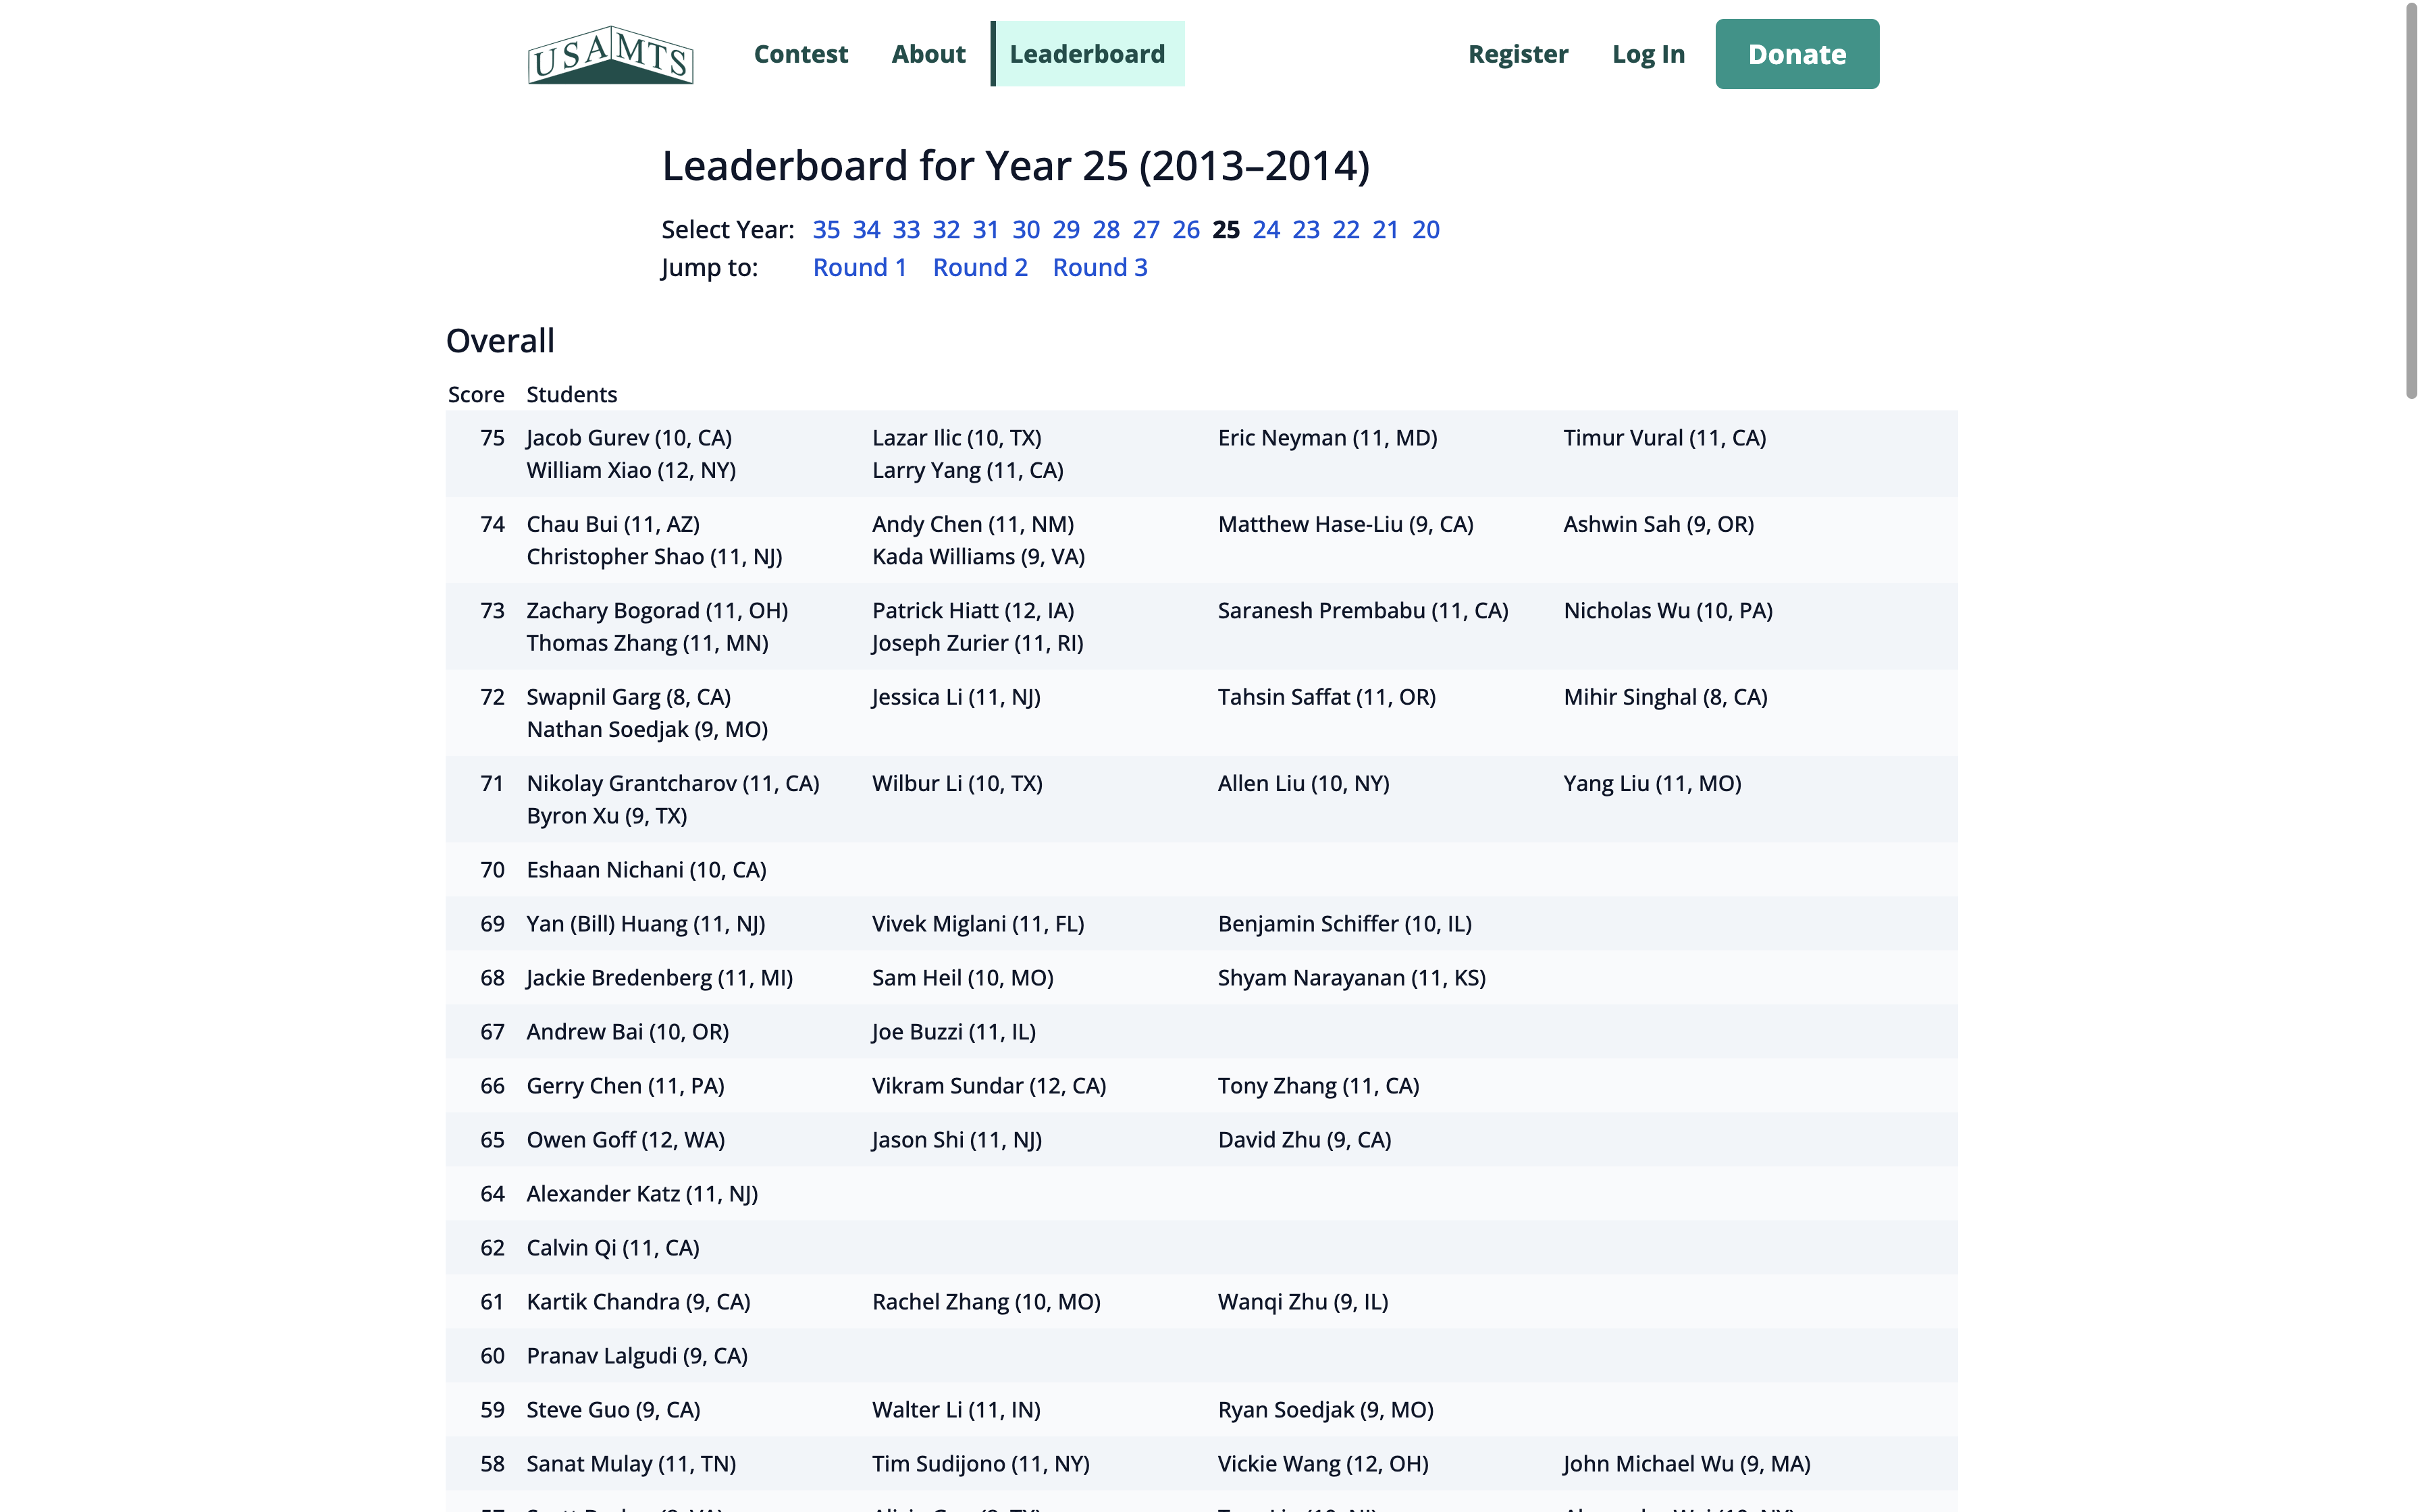 USAMTS Contest About Leaderboard Register Log In Donate
Leaderboard for Year 25 (2013–2014)
Select Year: 35 34 33 32 31 30 29 28 27 26 25 24 23 22 21 20
Jump to: Round 1 Round 2 Round 3
Overall
Score Students
75 Jacob Gurev (10, CA) Lazar Ilic (10, TX) Eric Neyman (11, MD) Timur Vural (11, CA)
William Xiao (12, NY) Larry Yang (11, CA)
74 Chau Bui (11, AZ) Andy Chen (11, NM) Matthew Hase-Liu (9, CA) Ashwin Sah (9, OR)
Christopher Shao (11, NJ) Kada Williams (9, VA)
73 Zachary Bogorad (11, OH) Patrick Hiatt (12, IA) Saranesh Prembabu (11, CA) Nicholas Wu (10, PA)
Thomas Zhang (11, MN) Joseph Zurier (11, RI)
72 Swapnil Garg (8, CA) Jessica Li (11, NJ) Tahsin Saffat (11, OR) Mihir Singhal (8, CA)
Nathan Soedjak (9, MO)
71 Nikolay Grantcharov (11, CA) Wilbur Li (10, TX) Allen Liu (10, NY) Yang Liu (11, MO)
Byron Xu (9, TX)
70 Eshaan Nichani (10, CA)
69 Yan (Bill) Huang (11, NJ) Vivek Miglani (11, FL) Benjamin Schiffer (10, IL)
68 Jackie Bredenberg (11, MI) Sam Heil (10, MO) Shyam Narayanan (11, KS)
67 Andrew Bai (10, OR) Joe Buzzi (11, IL)
66 Gerry Chen (11, PA) Vikram Sundar (12, CA) Tony Zhang (11, CA)
65 Owen Goff (12, WA) Jason Shi (11, NJ) David Zhu (9, CA)
64 Alexander Katz (11, NJ)
62 Calvin Qi (11, CA)
61 Kartik Chandra (9, CA) Rachel Zhang (10, MO) Wanqi Zhu (9, IL)
60 Pranav Lalgudi (9, CA)
59 Steve Guo (9, CA) Walter Li (11, IN) Ryan Soedjak (9, MO)
58 Sanat Mulay (11, TN) Tim Sudijono (11, NY) Vickie Wang (12, OH) John Michael Wu (9, MA)